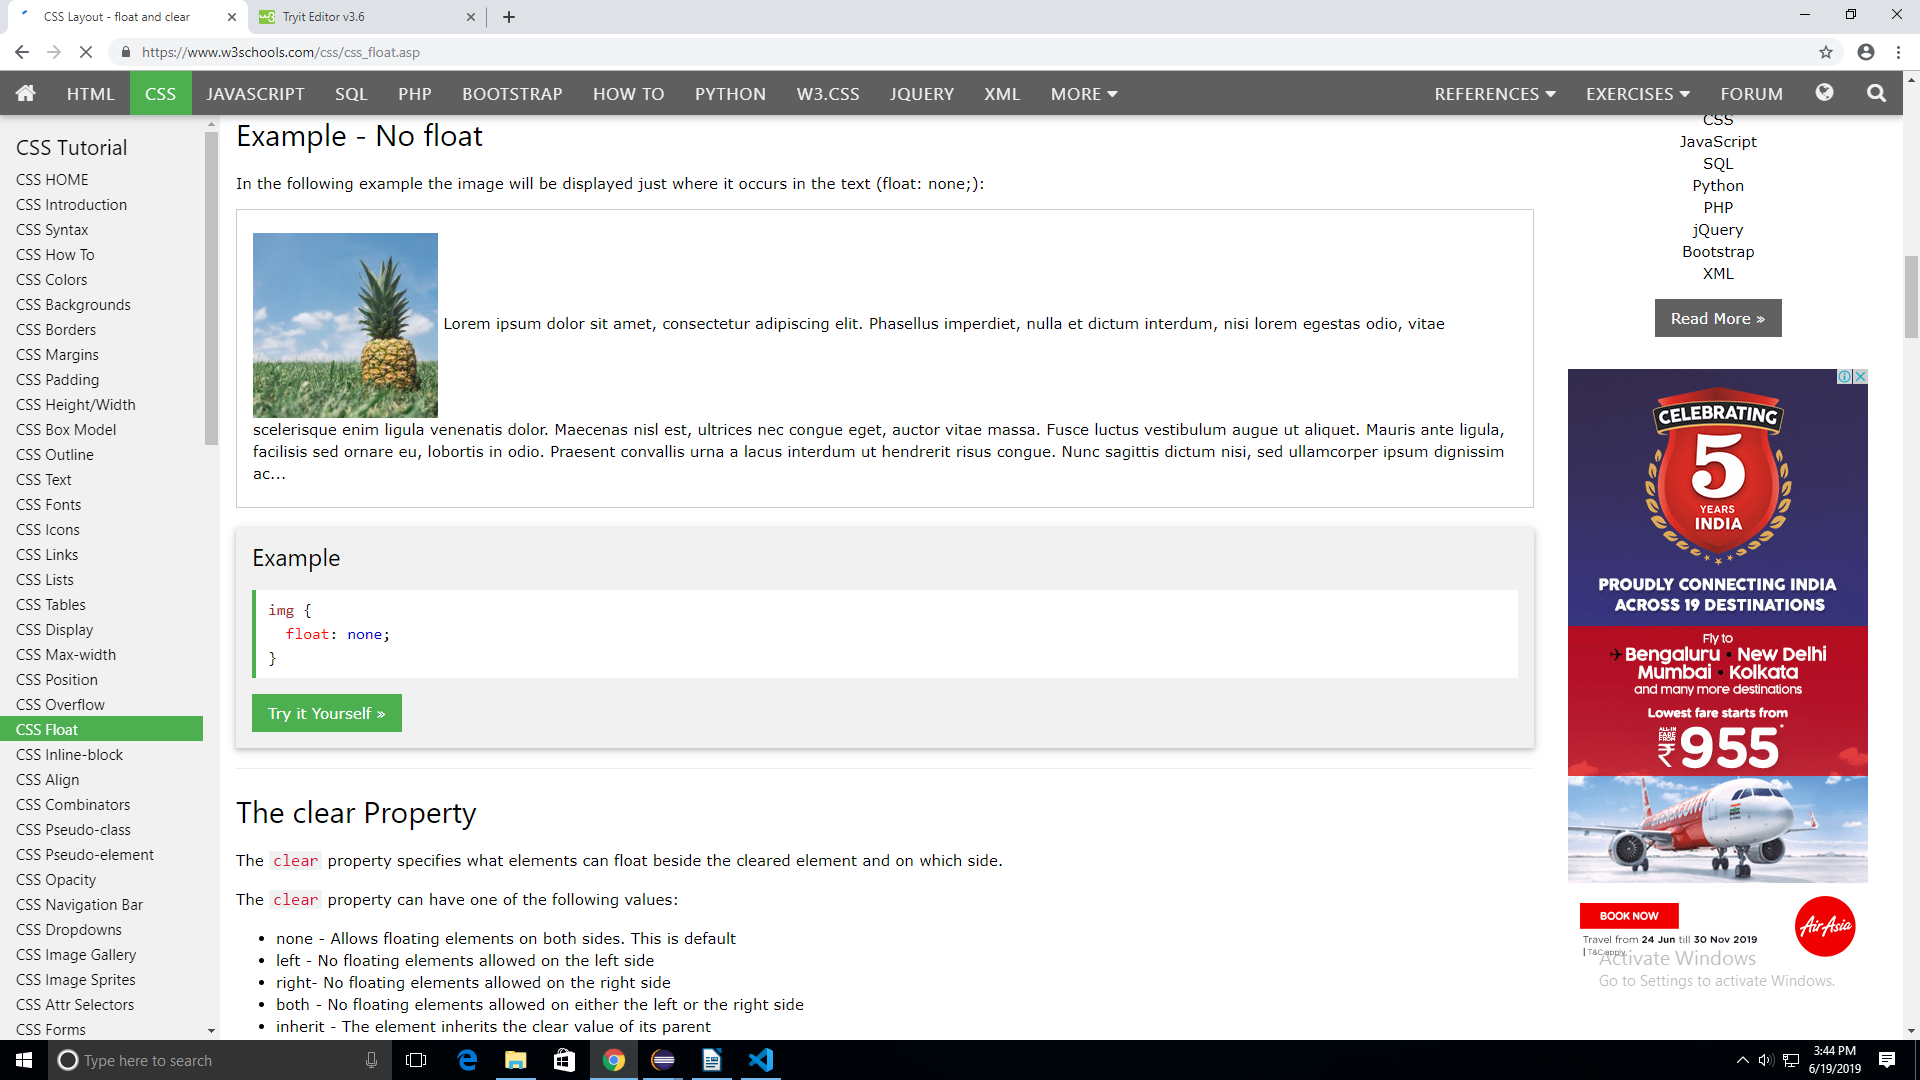 CSS Layout - float and clear
Tryit Editor v3.6
https://www.w3schools.com/css/css_float.asp
HTML CSS JAVASCRIPT SQL PHP BOOTSTRAP HOW TO PYTHON W3.CSS JQUERY XML MORE REFERENCES EXERCISES FORUM
CSS Tutorial
CSS HOME
CSS Introduction
CSS Syntax
CSS How To
CSS Colors
CSS Backgrounds
CSS Borders
CSS Margins
CSS Padding
CSS Height/Width
CSS Box Model
CSS Outline
CSS Text
CSS Fonts
CSS Icons
CSS Links
CSS Lists
CSS Tables
CSS Display
CSS Max-width
CSS Position
CSS Overflow
CSS Float
CSS Inline-block
CSS Align
CSS Combinators
CSS Pseudo-class
CSS Pseudo-element
CSS Opacity
CSS Navigation Bar
CSS Dropdowns
CSS Image Gallery
CSS Image Sprites
CSS Attr Selectors
CSS Forms
Example - No float
In the following example the image will be displayed just where it occurs in the text (float: none;):
Lorem ipsum dolor sit amet, consectetur adipiscing elit. Phasellus imperdiet, nulla et dictum interdum, nisi lorem egestas odio, vitae
scelerisque enim ligula venenatis dolor. Maecenas nisl est, ultrices nec congue eget, auctor vitae massa. Fusce luctus vestibulum augue ut aliquet. Mauris ante ligula,
facilisis sed ornare eu, lobortis in odio. Praesent convallis urna a lacus interdum ut hendrerit risus congue. Nunc sagittis dictum nisi, sed ullamcorper ipsum dignissim
ac...
Example
img {
float: none;
}
Try it Yourself »
The clear Property
The clear property specifies what elements can float beside the cleared element and on which side.
The clear property can have one of the following values:
• none - Allows floating elements on both sides. This is default
• left - No floating elements allowed on the left side
• right- No floating elements allowed on the right side
• both - No floating elements allowed on either the left or the right side
• inherit - The element inherits the clear value of its parent
CSS
JavaScript
SQL
Python
PHP
jQuery
Bootstrap
XML
Read More »
CELEBRATING
5
YEARS
INDIA
PROUDLY CONNECTING INDIA
ACROSS 19 DESTINATIONS
Fly to
Bengaluru • New Delhi
Mumbai • Kolkata
and many more destinations
Lowest fare starts from
ALL-IN
FARE
FROM
₹955*
BOOK NOW
AirAsia
Travel from 24 Jun till 30 Nov 2019
| T&C apply
Activate Windows
Go to Settings to activate Windows.
Type here to search
3:44 PM
6/19/2019